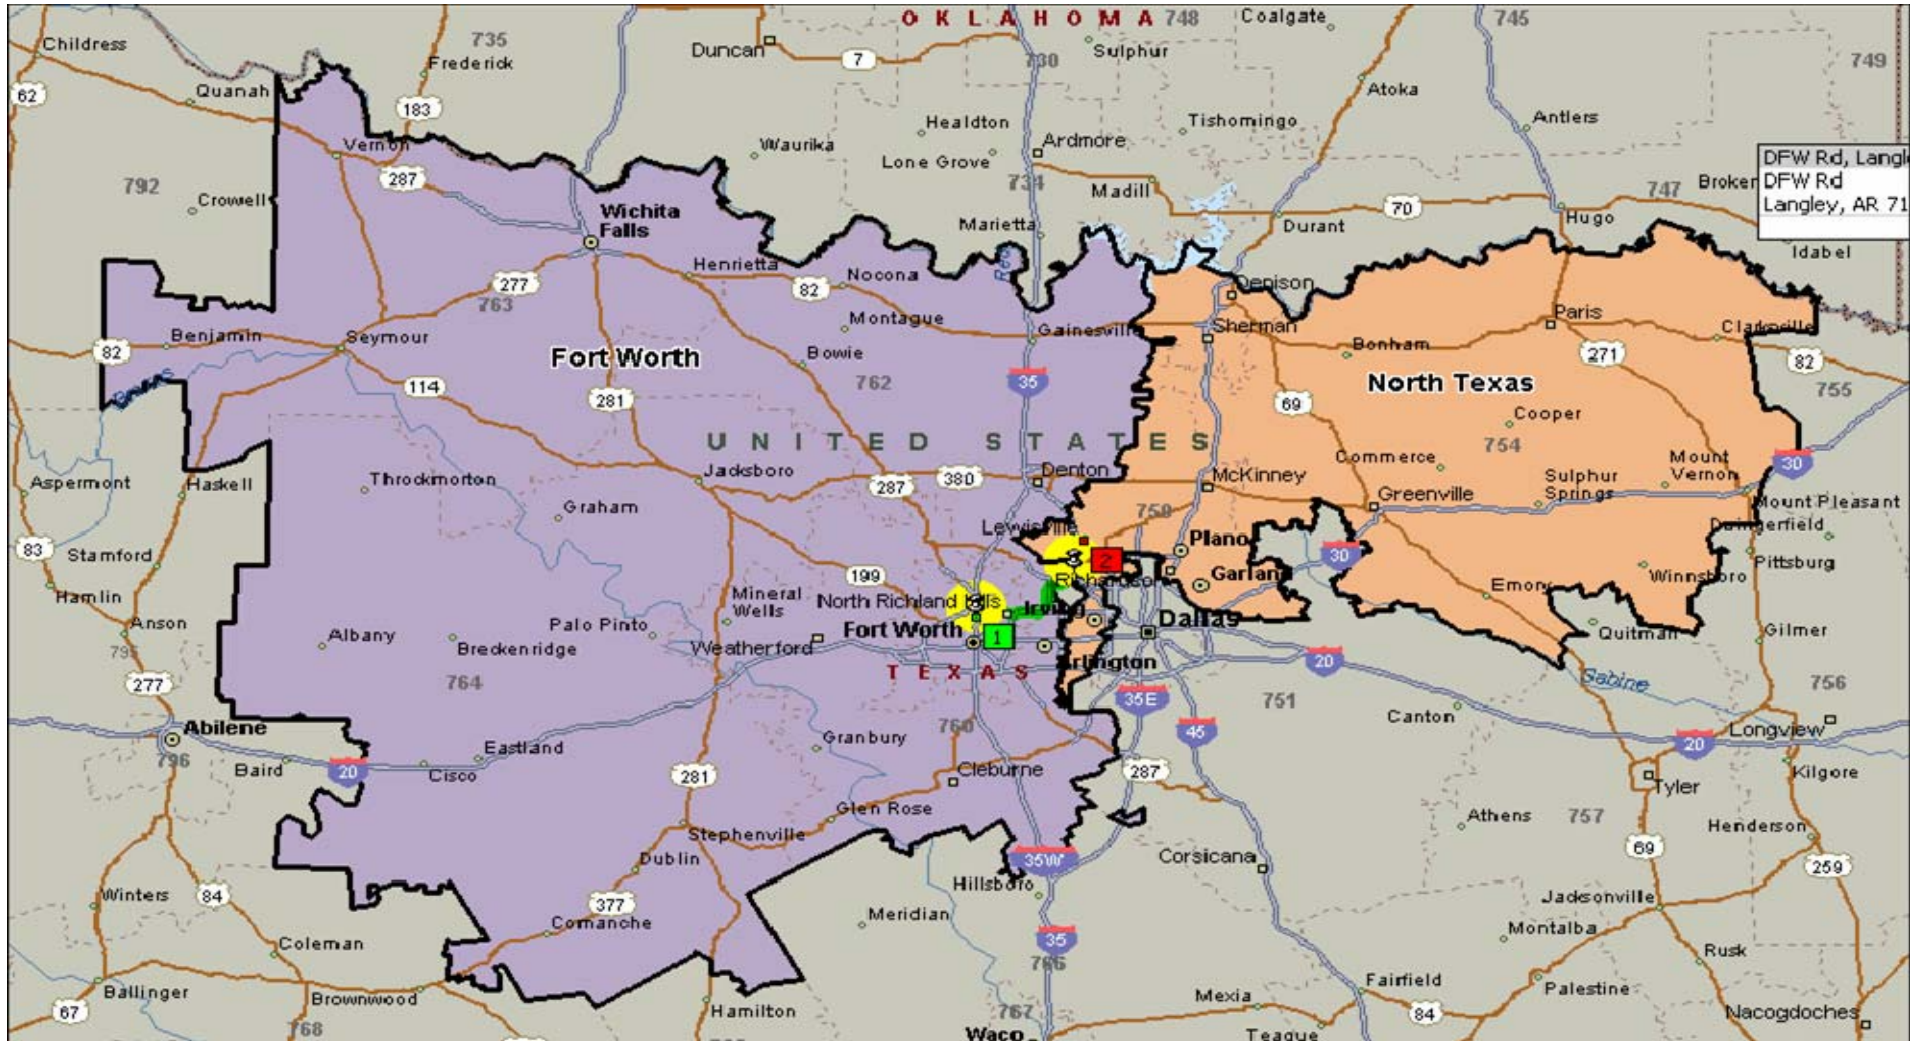 OKLAHOMA
748
Coalgate
745
Childress
735
Frederick
Duncan
7
Sulphur
730
749
62
Quanah
183
Atoka
Healdton
Tishomingo
Antlers
Vernon
287
Waurika
Lone Grove
Ardmore
DFW Rd, Langl
DFW Rd
Langley, AR 71
792
Crowell
734
Madill
747
Broker
Wichita
Falls
Marietta
70
Durant
Hugo
Idabel
Henrietta
Nocona
277
763
82
Denison
Benjamin
Seymour
Montague
Gainesville
Sherman
Paris
Clarksville
82
Fort Worth
Bowie
Bonham
271
82
114
281
762
35
69
North Texas
755
Cooper
UNITED STATES
754
Aspermont
Haskell
Throckmorton
Jacksboro
287
380
Denton
McKinney
Commerce
Mount
Vernon
30
Graham
Greenville
Sulphur
Springs
Mount Pleasant
750
Lewisville
Daingerfield
83
Stamford
Plano
30
Pittsburg
2
3
Richardson
Garland
199
Hamlin
Mineral
Wells
North Richland Hills
Irving
Emory
Winnsboro
Anson
Albany
Breckenridge
Palo Pinto
Weatherford
Fort Worth
1
Dallas
Quitman
Gilmer
795
TEXAS
Arlington
20
277
764
35E
751
Sabine
756
Abilene
Canton
796
Eastland
Granbury
760
45
20
Longview
Baird
20
Cisco
281
Cleburne
287
Tyler
Kilgore
Glen Rose
Athens
757
Stephenville
Henderson
Dublin
35W
Corsicana
69
259
Winters
84
377
Hillsboro
Jacksonville
Comanche
Meridian
Coleman
35
Montalba
766
Rusk
Ballinger
Brownwood
Fairfield
Palestine
67
768
Hamilton
767
Mexia
84
Nacogdoches
Waco
Teague